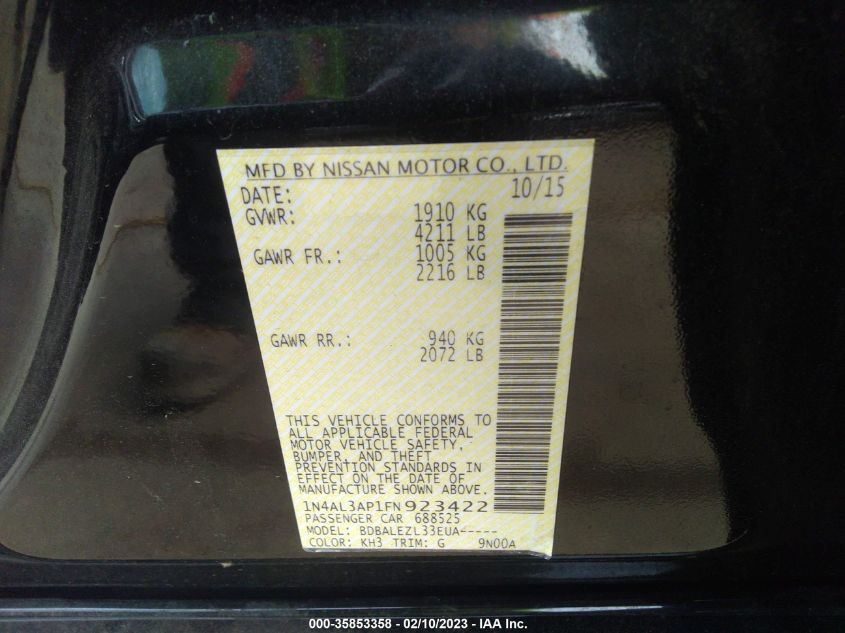 MFD BY NISSAN MOTOR CO., LTD.
DATE: 10/15
GVWR: 1910 KG
4211 LB
GAWR FR.: 1005 KG
2216 LB
GAWR RR.: 940 KG
2072 LB
THIS VEHICLE CONFORMS TO
ALL APPLICABLE FEDERAL
MOTOR VEHICLE SAFETY,
BUMPER, AND THEFT
PREVENTION STANDARDS IN
EFFECT ON THE DATE OF
MANUFACTURE SHOWN ABOVE.
1N4AL3AP1FN923422
PASSENGER CAR 688525
MODEL: BDBALEZL33EUA-----
COLOR: KH3 TRIM: G 9N00A
000-35853358 - 02/10/2023 - IAA Inc.